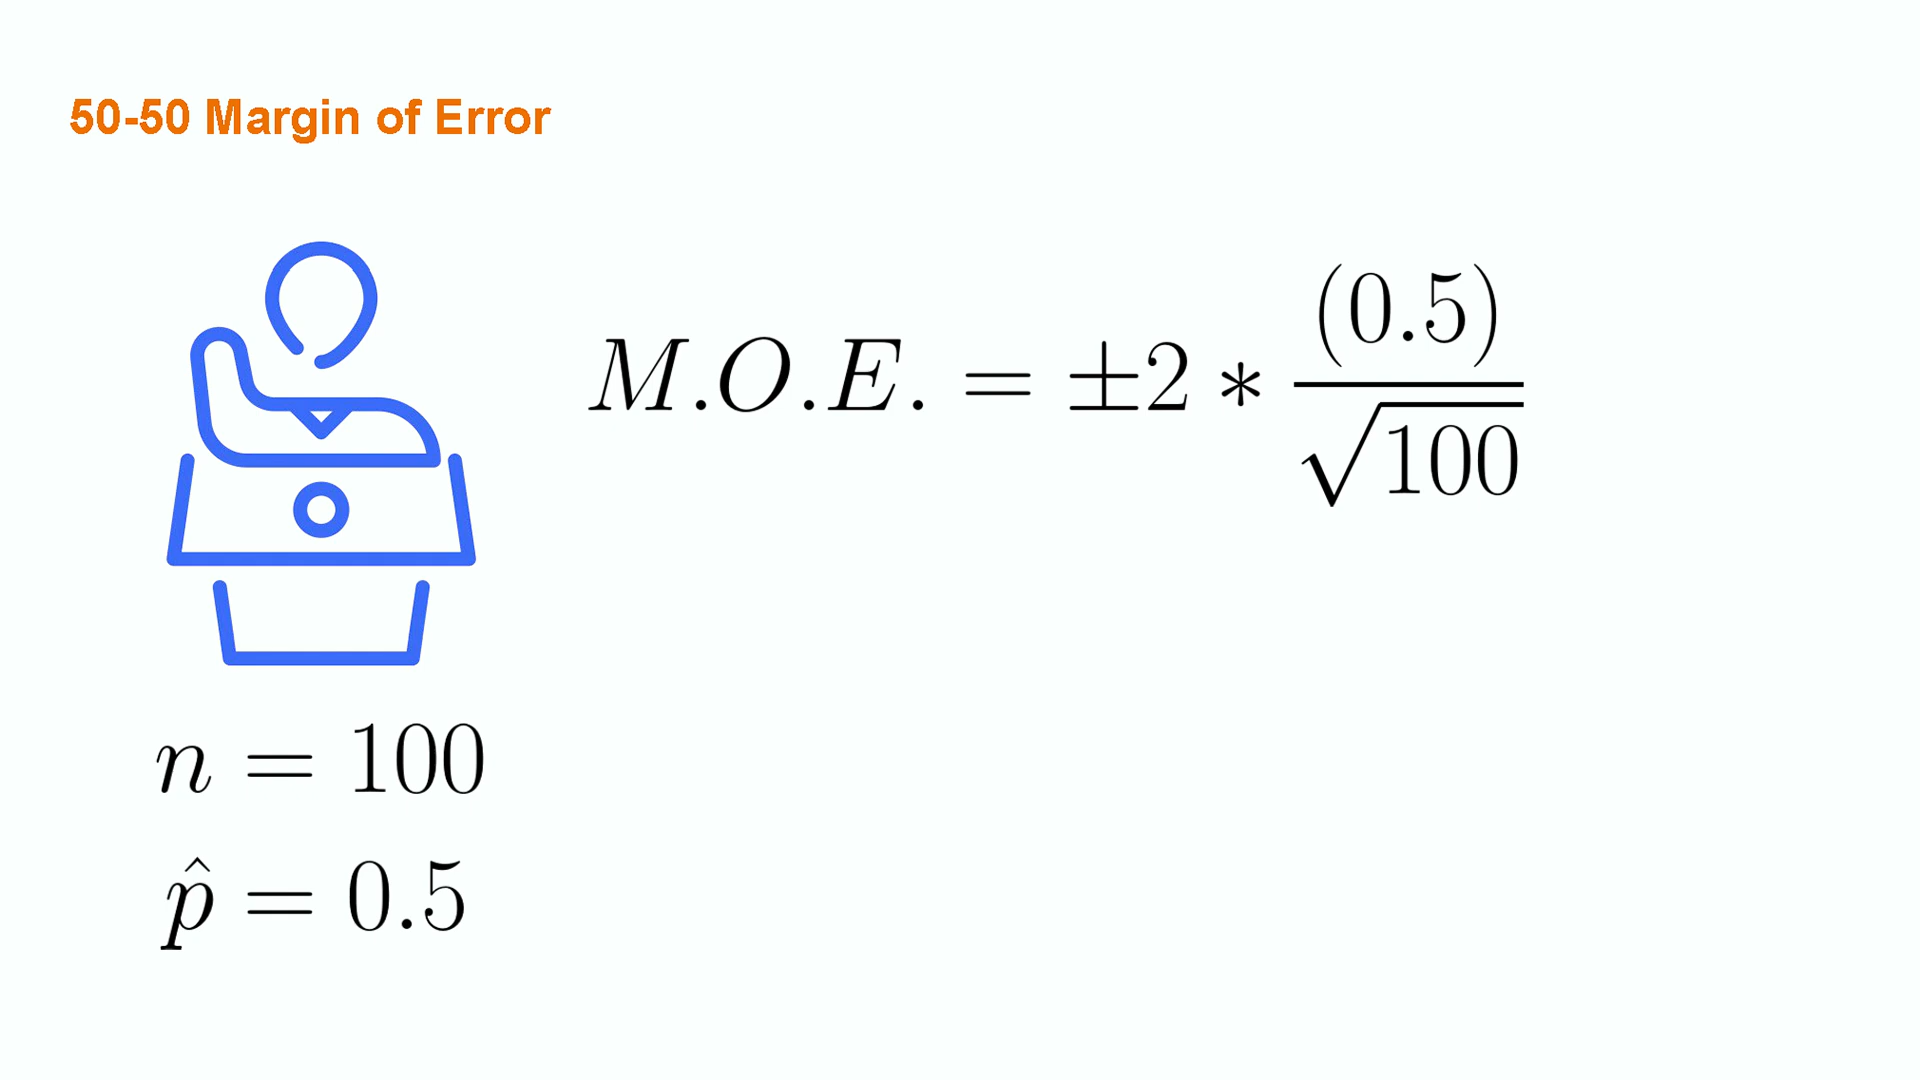 50-50 Margin of Error
M.O.E. = ±2 * (0.5) / √100
n = 100
p̂ = 0.5